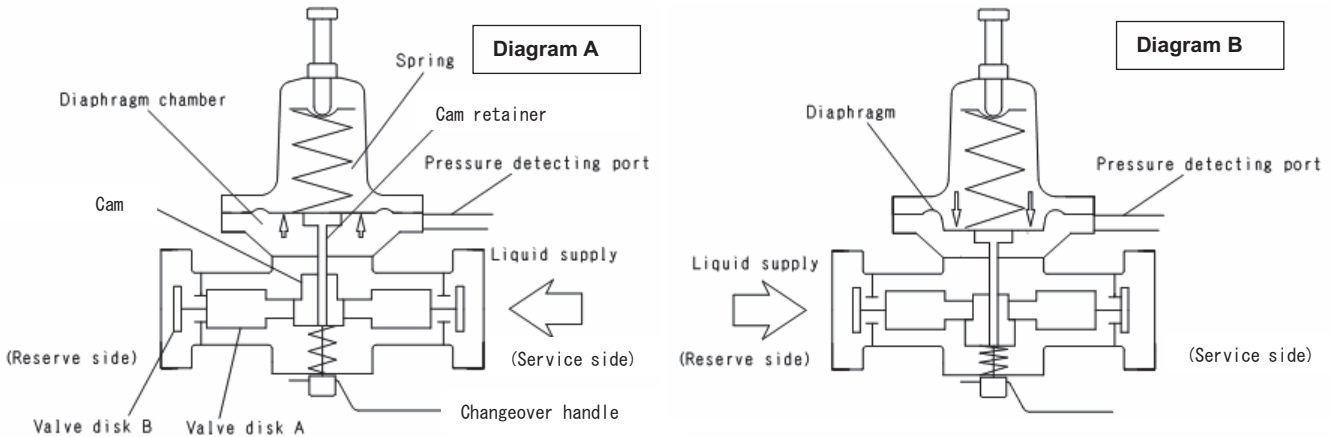 Diagram A
Spring
Diaphragm chamber
Cam retainer
Pressure detecting port
Cam
Liquid supply
(Reserve side)
(Service side)
Changeover handle
Valve disk B
Valve disk A
Diagram B
Diaphragm
Pressure detecting port
Liquid supply
(Reserve side)
(Service side)